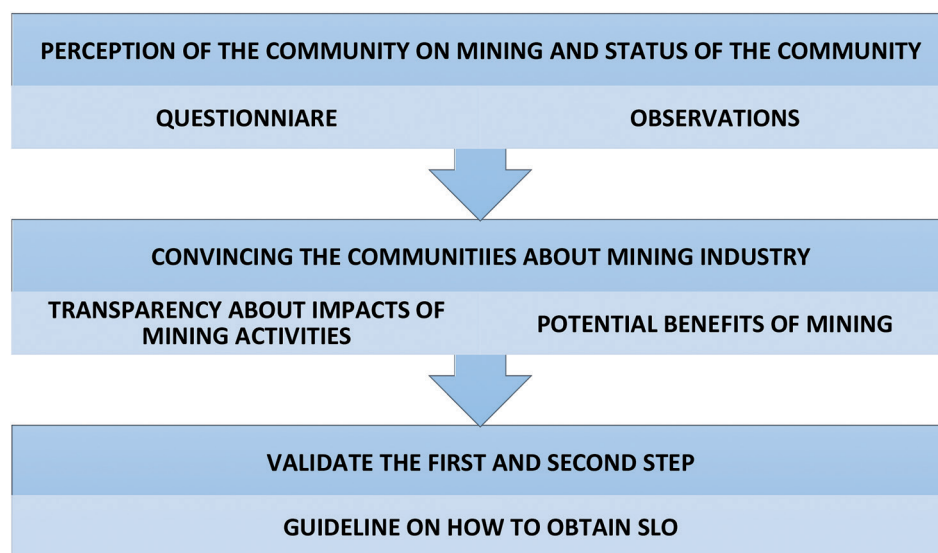 PERCEPTION OF THE COMMUNITY ON MINING AND STATUS OF THE COMMUNITY
QUESTIONNIARE
OBSERVATIONS
CONVINCING THE COMMUNITIIES ABOUT MINING INDUSTRY
TRANSPARENCY ABOUT IMPACTS OF
MINING ACTIVITIES
POTENTIAL BENEFITS OF MINING
VALIDATE THE FIRST AND SECOND STEP
GUIDELINE ON HOW TO OBTAIN SLO